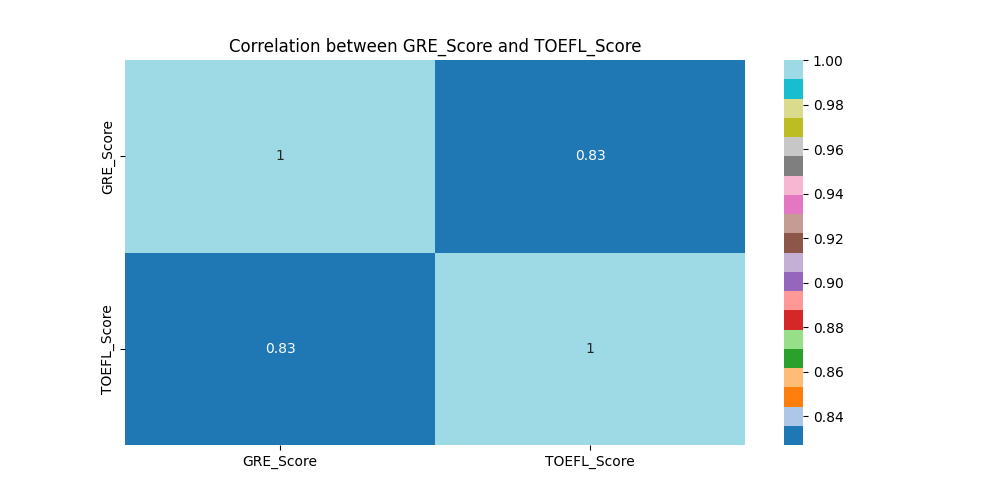 Correlation between GRE_Score and TOEFL_Score
GRE_Score
1
0.83
TOEFL_Score
0.83
1
GRE_Score
TOEFL_Score
1.00
0.98
0.96
0.94
0.92
0.90
0.88
0.86
0.84